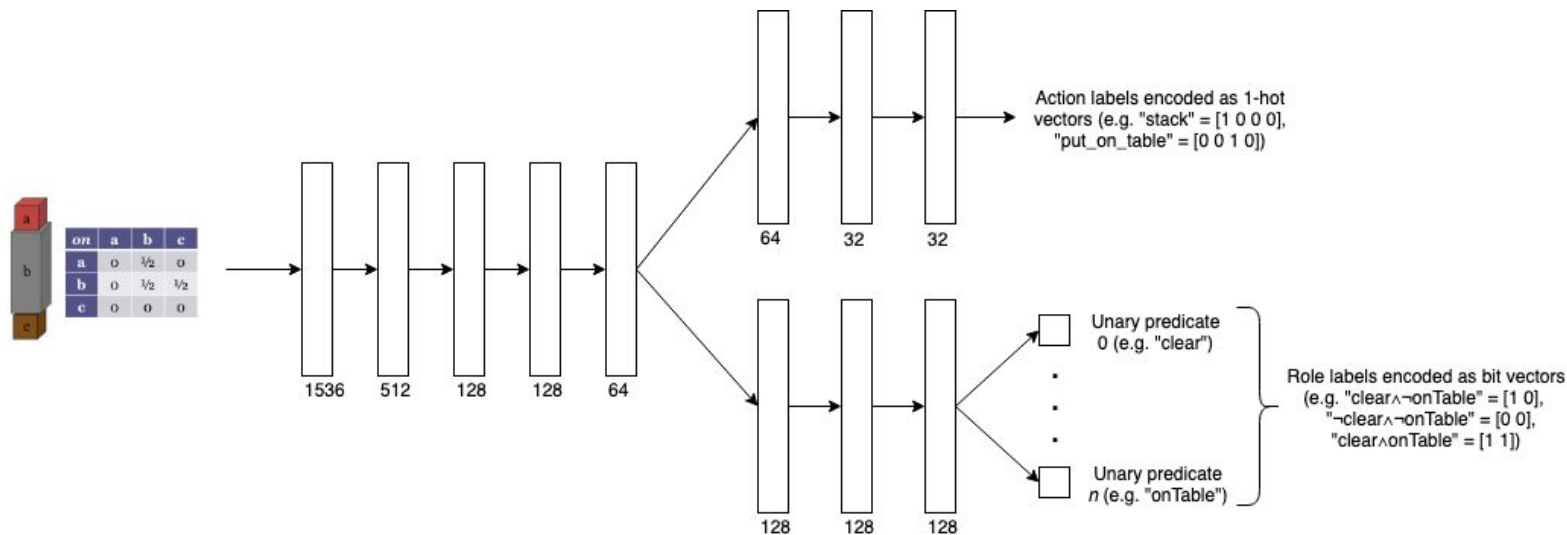 a
b
c
on a b c
a 0 ½ 0
b 0 ½ ½
c 0 0 0
1536 512 128 128 64
64 32 32
Action labels encoded as 1-hot
vectors (e.g. "stack" = [1 0 0 0],
"put_on_table" = [0 0 1 0])
128 128 128
Unary predicate
0 (e.g. "clear")
.
.
.
Unary predicate
n (e.g. "onTable")
Role labels encoded as bit vectors
(e.g. "clear∧¬onTable" = [1 0],
"¬clear∧¬onTable" = [0 0],
"clear∧onTable" = [1 1])